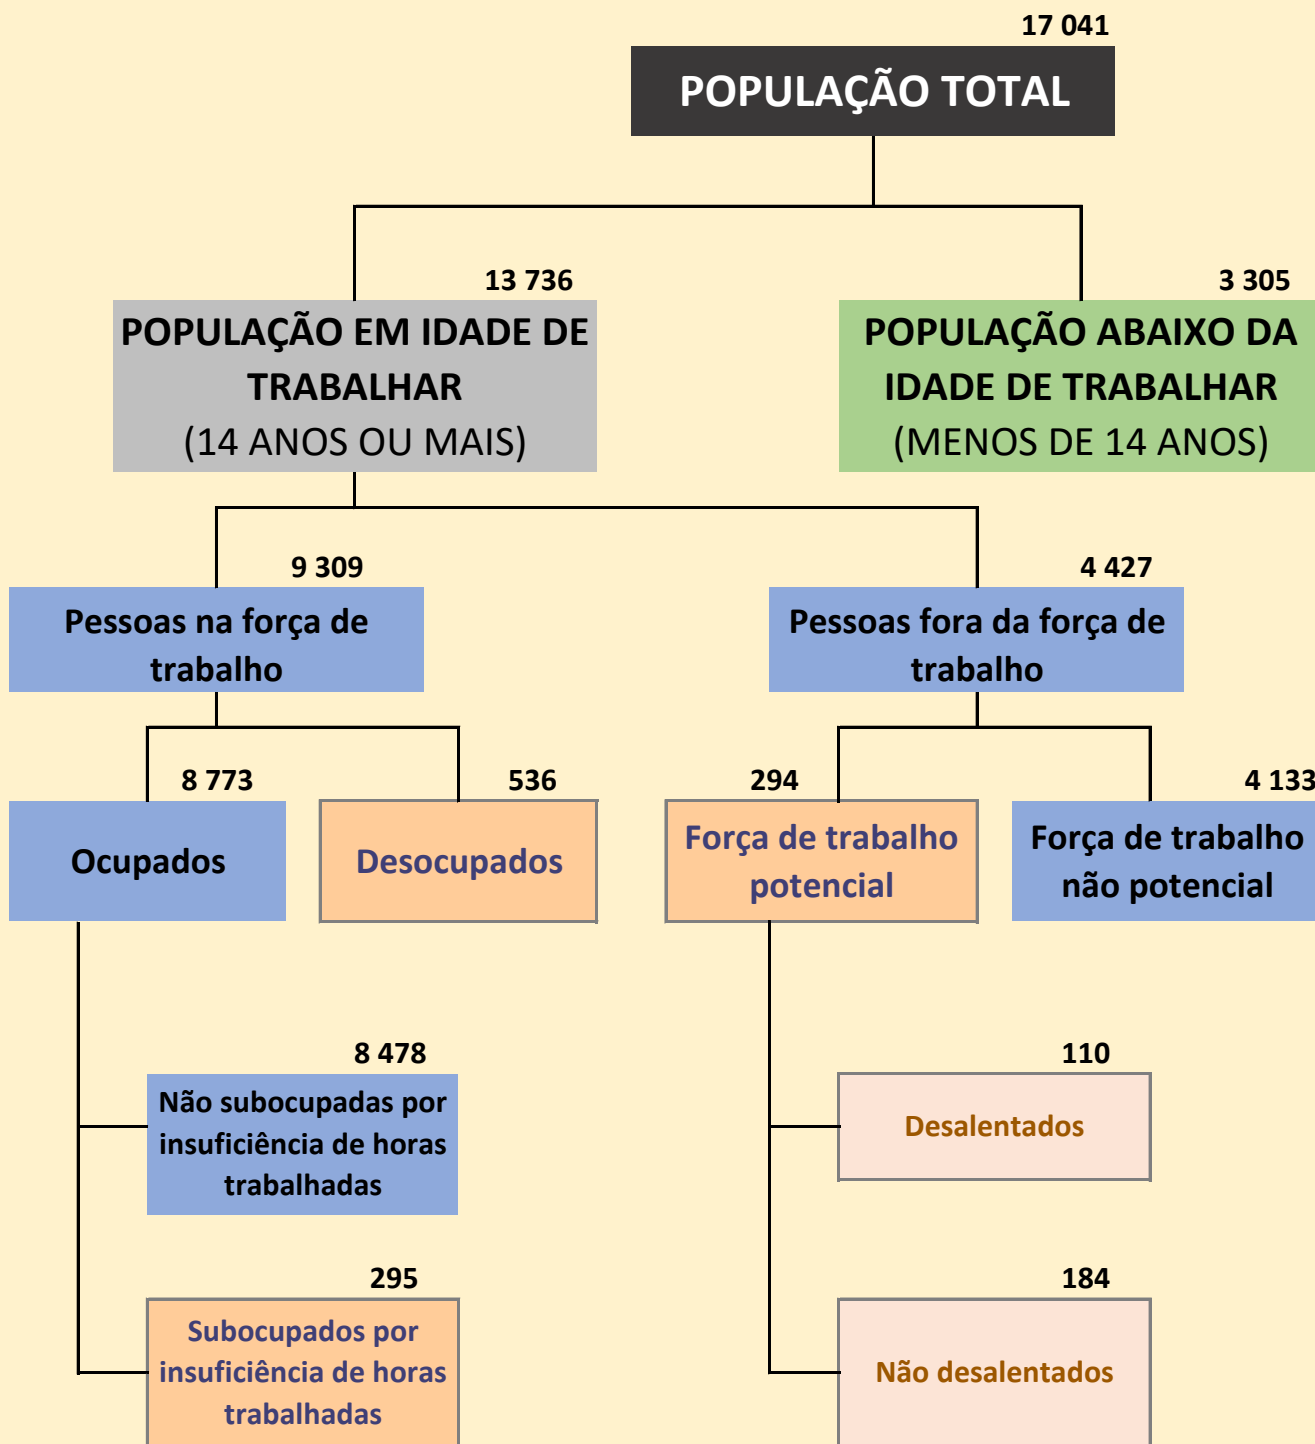 17 041
POPULAÇÃO TOTAL
13 736
POPULAÇÃO EM IDADE DE
TRABALHAR
(14 ANOS OU MAIS)
3 305
POPULAÇÃO ABAIXO DA
IDADE DE TRABALHAR
(MENOS DE 14 ANOS)
9 309
Pessoas na força de
trabalho
4 427
Pessoas fora da força de
trabalho
8 773
Ocupados
536
Desocupados
294
Força de trabalho
potencial
4 133
Força de trabalho
não potencial
8 478
Não subocupadas por
insuficiência de horas
trabalhadas
110
Desalentados
295
Subocupados por
insuficiência de horas
trabalhadas
184
Não desalentados